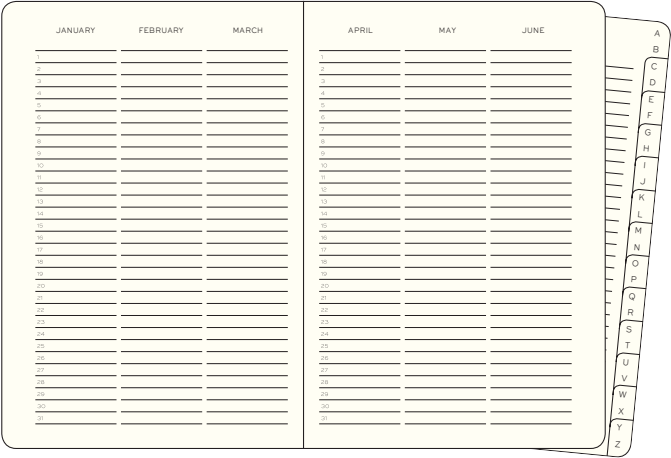 JANUARY FEBRUARY MARCH
1
2
3
4
5
6
7
8
9
10
11
12
13
14
15
16
17
18
19
20
21
22
23
24
25
26
27
28
29
30
31
APRIL MAY JUNE
1
2
3
4
5
6
7
8
9
10
11
12
13
14
15
16
17
18
19
20
21
22
23
24
25
26
27
28
29
30
31
A
B
C
D
E
F
G
H
I
J
K
L
M
N
O
P
Q
R
S
T
U
V
W
X
Y
Z